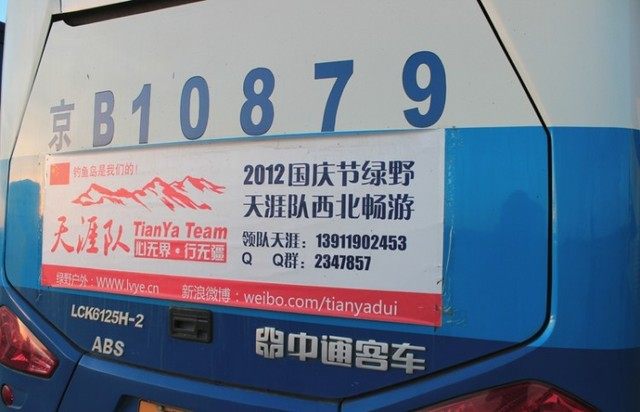 京B10879
钓鱼岛是我们的!
2012国庆节绿野
天涯队西北畅游
天涯队 TianYa Team
心无界·行无疆
领队天涯: 13911902453
Q Q群: 2347857
绿野户外: www.lvye.cn 新浪微博: weibo.com/tianyadui
LCK6125H-2
ABS
中通客车